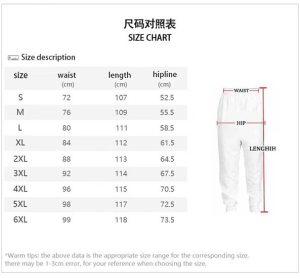 尺码对照表
SIZE CHART
Size description
size waist (cm) length (cm) hipline (cm)
S 72 107 52.5
M 76 109 55.5
L 80 111 58.5
XL 84 112 61.5
2XL 88 113 64.5
3XL 92 114 67.5
4XL 96 115 70.5
5XL 98 117 72.5
6XL 99 118 73.5
WAIST
HIP
LENGHIH
*Warm tips: the above data is the appropriate size range for the corresponding size.
there may be 1-3cm error, for your reference when choosing the size.